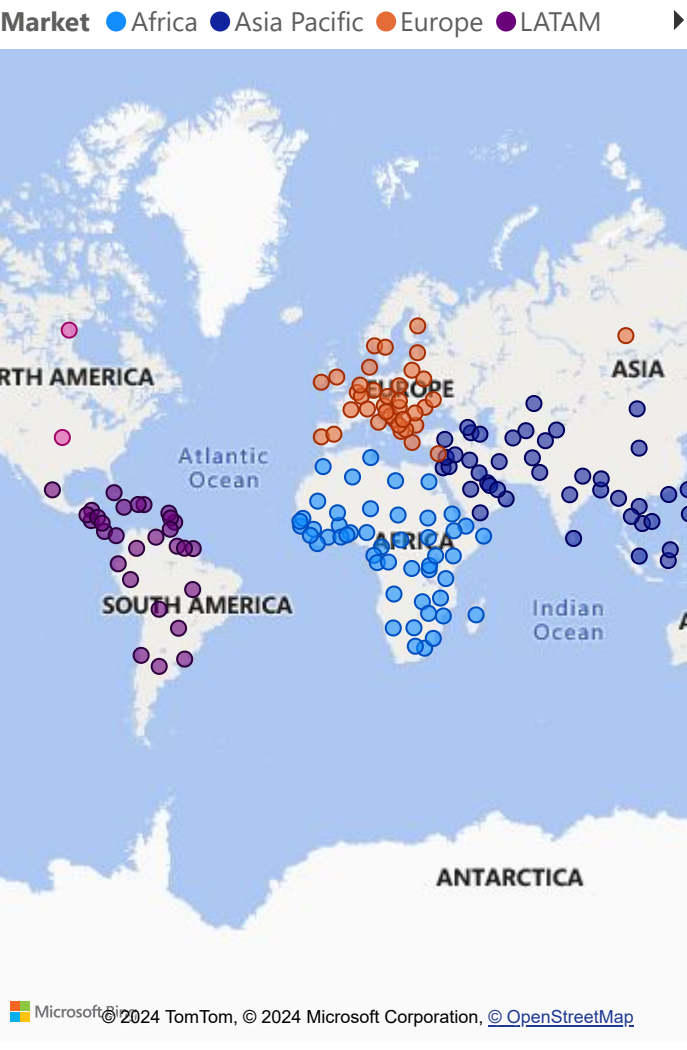 Market Africa Asia Pacific Europe LATAM
RTH AMERICA
EUROPE
ASIA
Atlantic
Ocean
AFRICA
SOUTH AMERICA
Indian
Ocean
A
ANTARCTICA
Microsoft Bing
© 2024 TomTom, © 2024 Microsoft Corporation, © OpenStreetMap